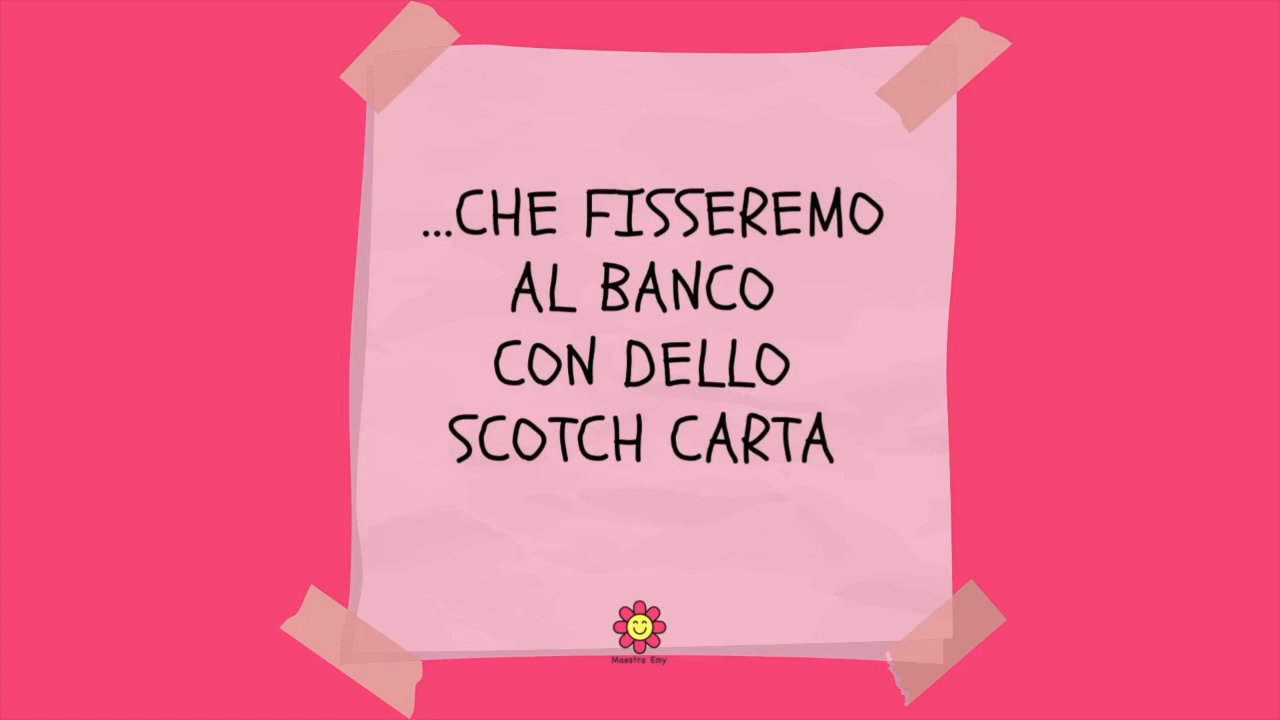 ...CHE FISSEREMO
AL BANCO
CON DELLO
SCOTCH CARTA
Maestra Emy